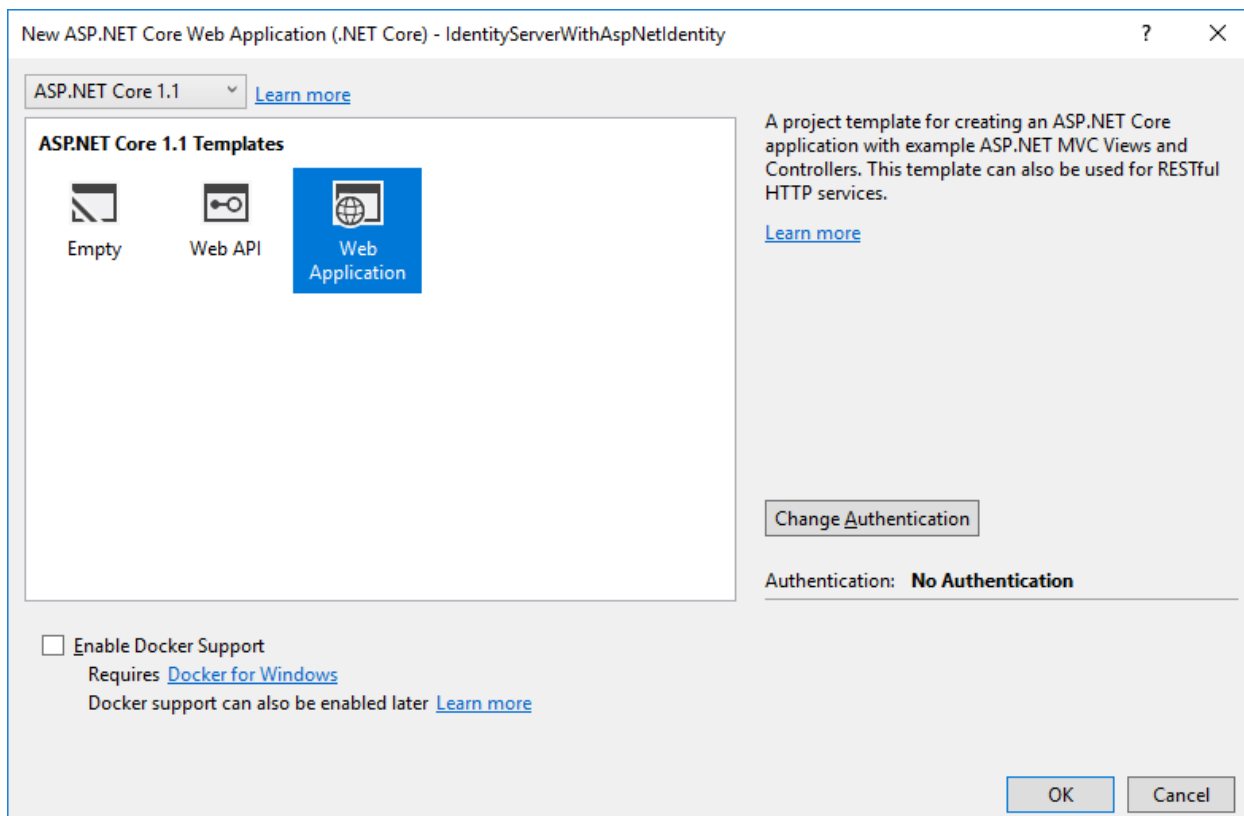 New ASP.NET Core Web Application (.NET Core) - IdentityServerWithAspNetIdentity
?
ASP.NET Core 1.1
Learn more
ASP.NET Core 1.1 Templates
Empty
Web API
Web
Application
A project template for creating an ASP.NET Core
application with example ASP.NET MVC Views and
Controllers. This template can also be used for RESTful
HTTP services.
Learn more
Change Authentication
Authentication: No Authentication
Enable Docker Support
Requires Docker for Windows
Docker support can also be enabled later Learn more
OK
Cancel